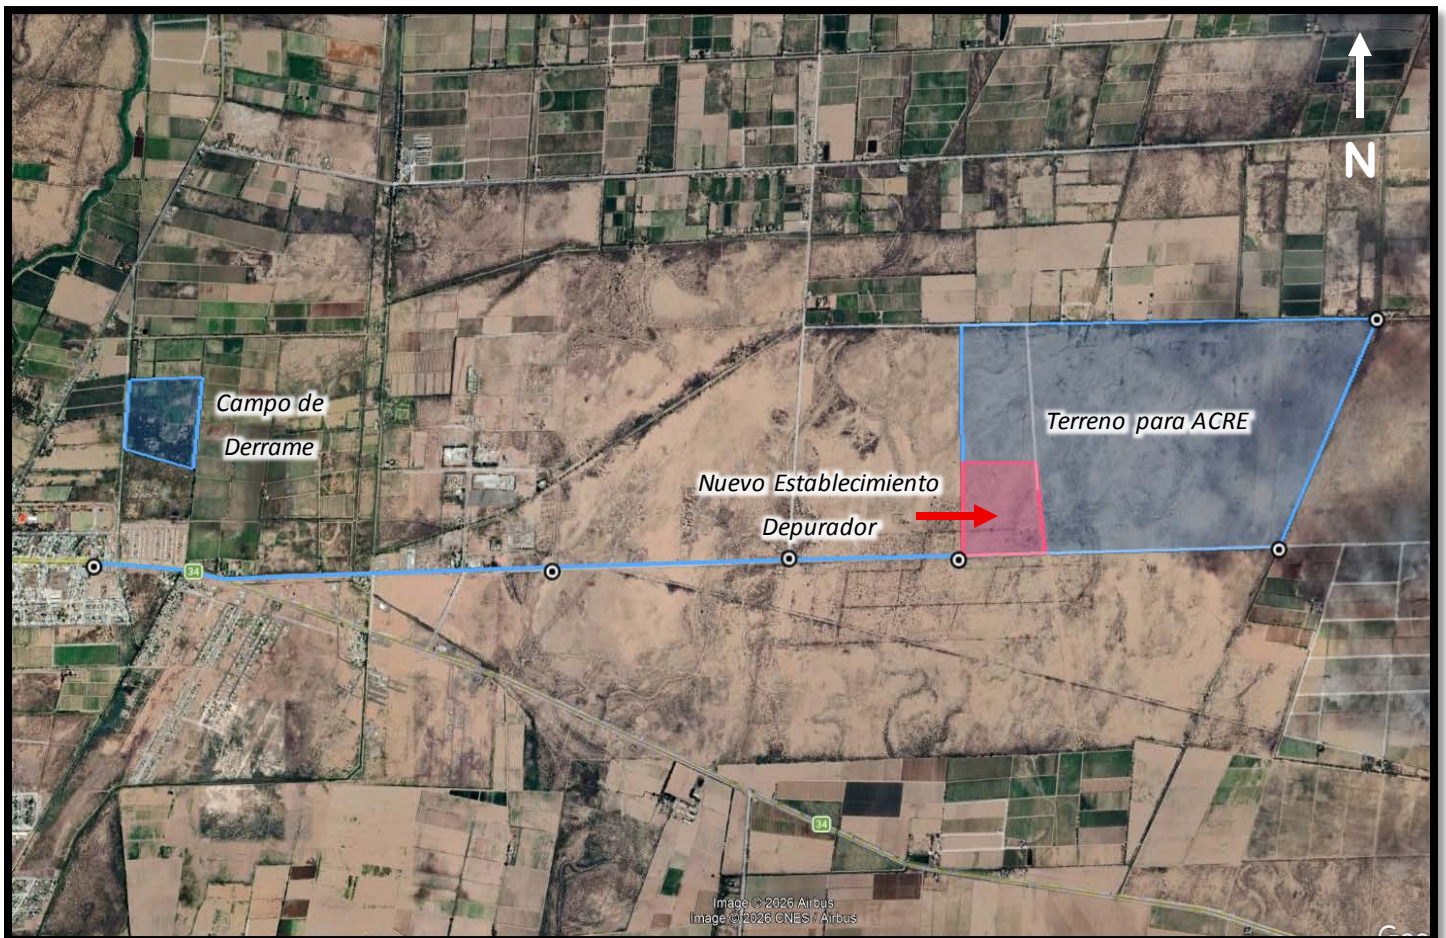 N
Campo de
Derrame
Terreno para ACRE
Nuevo Establecimiento
Depurador
34
34
Image © 2026 Airbus
Image © 2026 CNES / Airbus